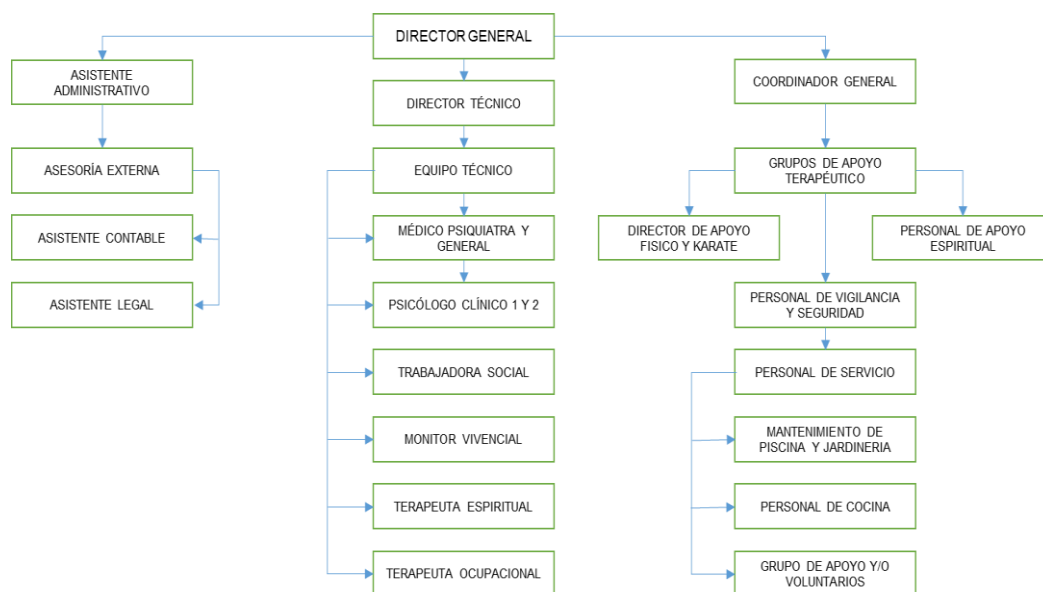 DIRECTOR GENERAL
ASISTENTE
ADMINISTRATIVO
DIRECTOR TÉCNICO
COORDINADOR GENERAL
ASESORÍA EXTERNA
EQUIPO TÉCNICO
GRUPOS DE APOYO
TERAPÉUTICO
ASISTENTE CONTABLE
MÉDICO PSIQUIATRA Y
GENERAL
DIRECTOR DE APOYO
FISICO Y KARATE
PERSONAL DE APOYO
ESPIRITUAL
ASISTENTE LEGAL
PSICÓLOGO CLÍNICO 1 Y 2
PERSONAL DE VIGILANCIA
Y SEGURIDAD
TRABAJADORA SOCIAL
PERSONAL DE SERVICIO
MONITOR VIVENCIAL
MANTENIMIENTO DE
PISCINA Y JARDINERIA
TERAPEUTA ESPIRITUAL
PERSONAL DE COCINA
TERAPEUTA OCUPACIONAL
GRUPO DE APOYO Y/O
VOLUNTARIOS